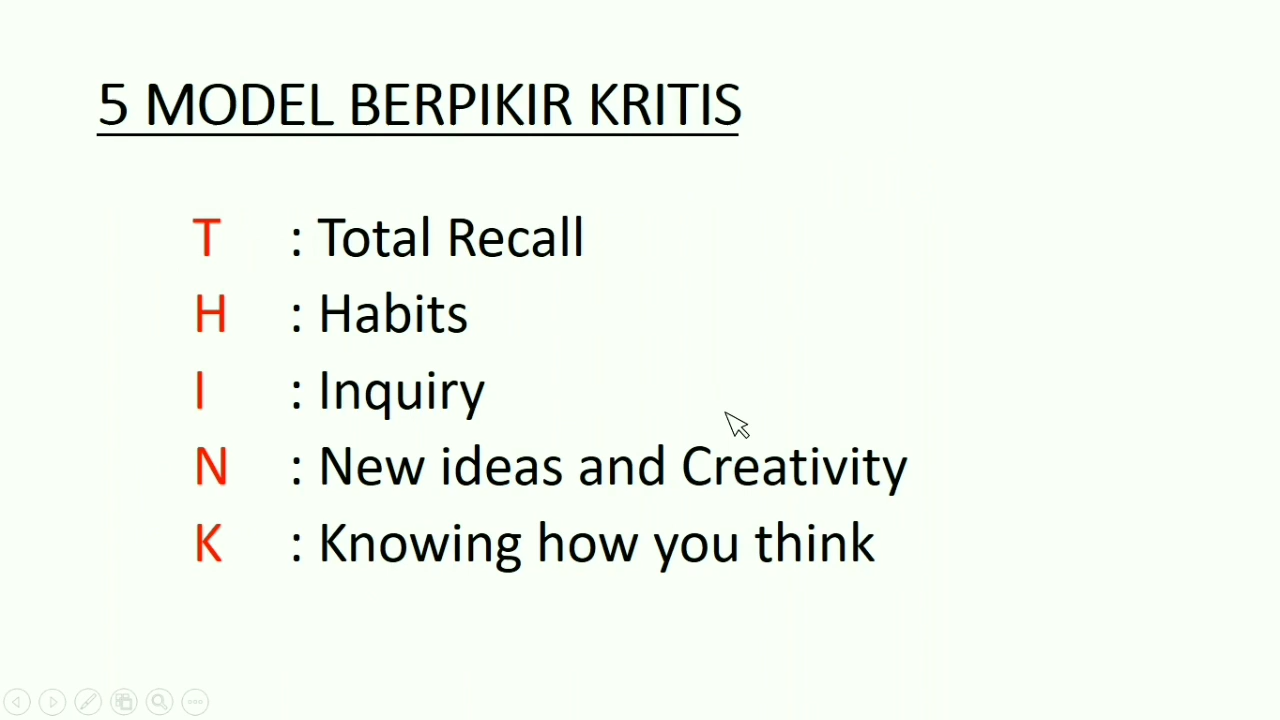 5 MODEL BERPIKIR KRITIS
T : Total Recall
H : Habits
I : Inquiry
N : New ideas and Creativity
K : Knowing how you think